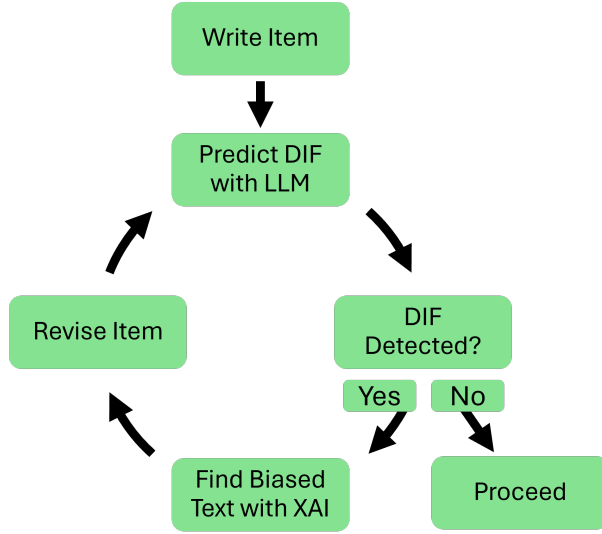 Write Item
Predict DIF
with LLM
Revise Item
DIF
Detected?
Yes
No
Find Biased
Text with XAI
Proceed